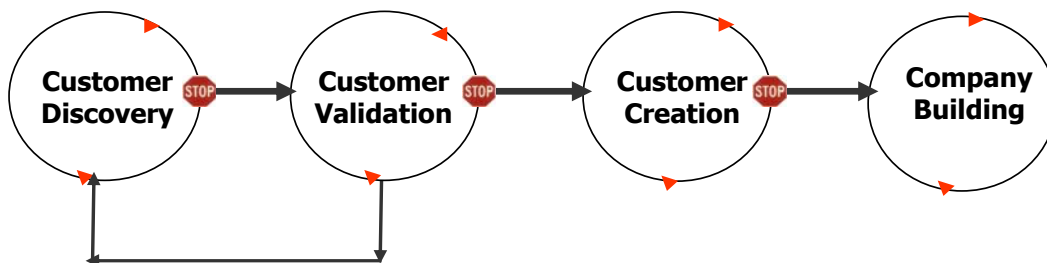 Customer
Discovery
STOP
Customer
Validation
STOP
Customer
Creation
STOP
Company
Building